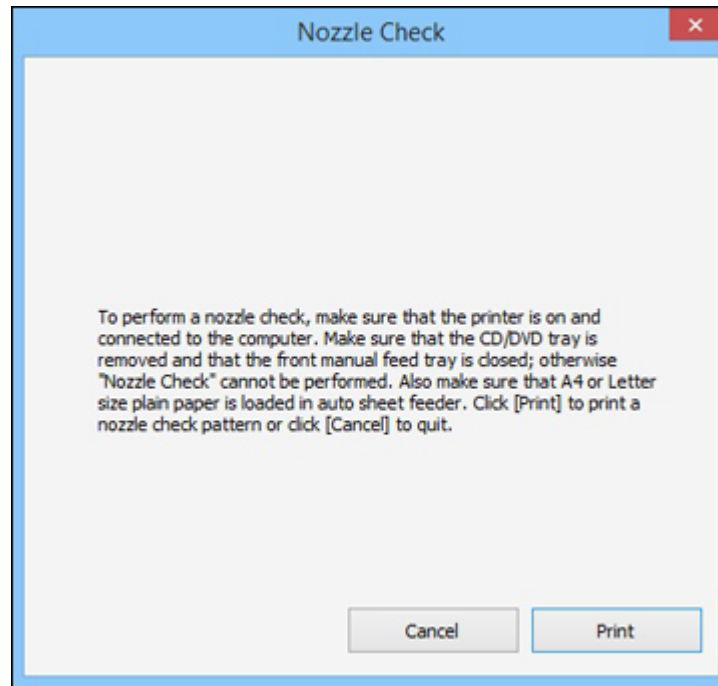 Nozzle Check
To perform a nozzle check, make sure that the printer is on and
connected to the computer. Make sure that the CD/DVD tray is
removed and that the front manual feed tray is closed; otherwise
"Nozzle Check" cannot be performed. Also make sure that A4 or Letter
size plain paper is loaded in auto sheet feeder. Click [Print] to print a
nozzle check pattern or click [Cancel] to quit.
Cancel
Print